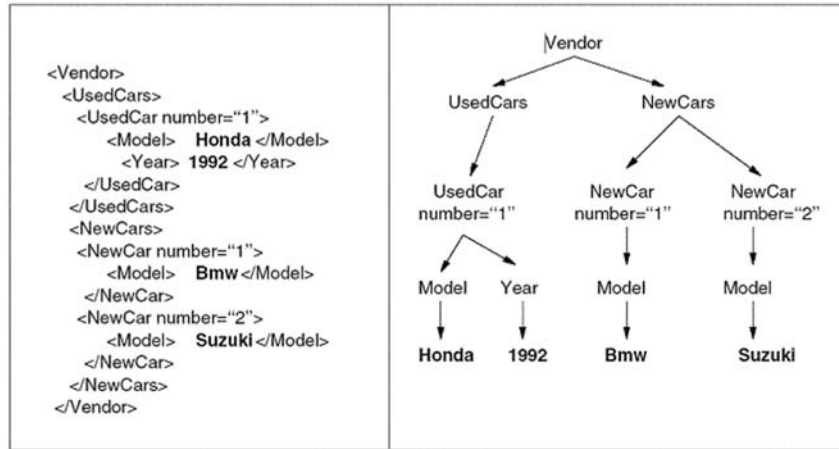 <Vendor>
<UsedCars>
<UsedCar number=“1”>
<Model> Honda </Model>
<Year> 1992 </Year>
</UsedCar>
</UsedCars>
<NewCars>
<NewCar number=“1”>
<Model> Bmw </Model>
</NewCar>
<NewCar number=“2”>
<Model> Suzuki </Model>
</NewCar>
</NewCars>
</Vendor>
Vendor
UsedCars NewCars
UsedCar NewCar NewCar
number=“1” number=“1” number=“2”
Model Year Model Model
Honda 1992 Bmw Suzuki